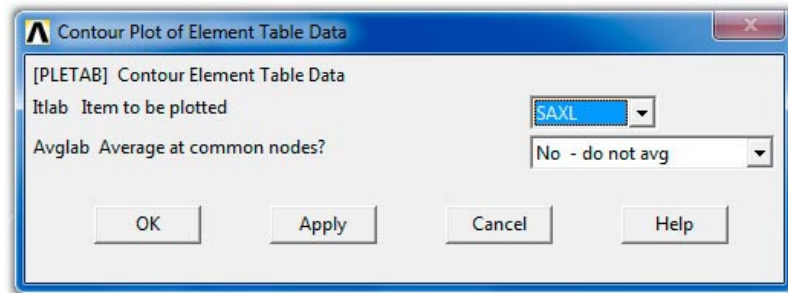 Contour Plot of Element Table Data
[PLETAB] Contour Element Table Data
Itlab Item to be plotted SAXL
Avglab Average at common nodes? No - do not avg
OK Apply Cancel Help